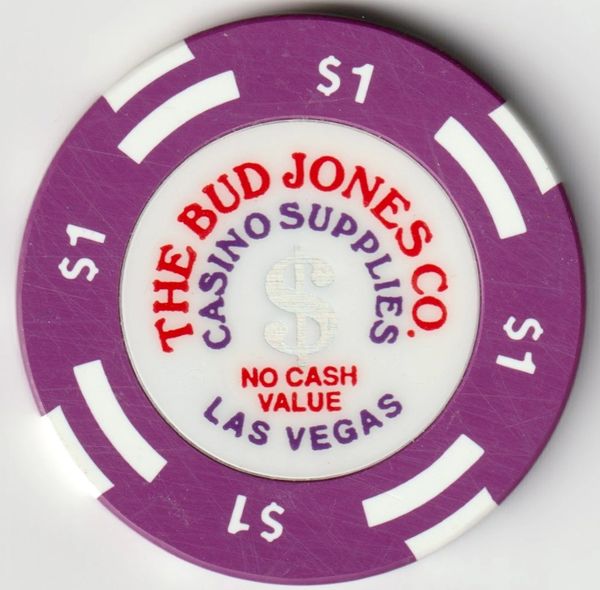 $1
$1
$1
$1
THE BUD JONES CO.
CASINO SUPPLIES
$
NO CASH
VALUE
LAS VEGAS